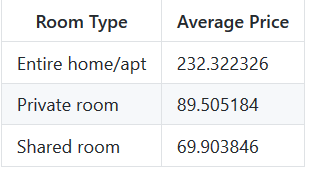 Room Type Average Price
Entire home/apt 232.322326
Private room 89.505184
Shared room 69.903846